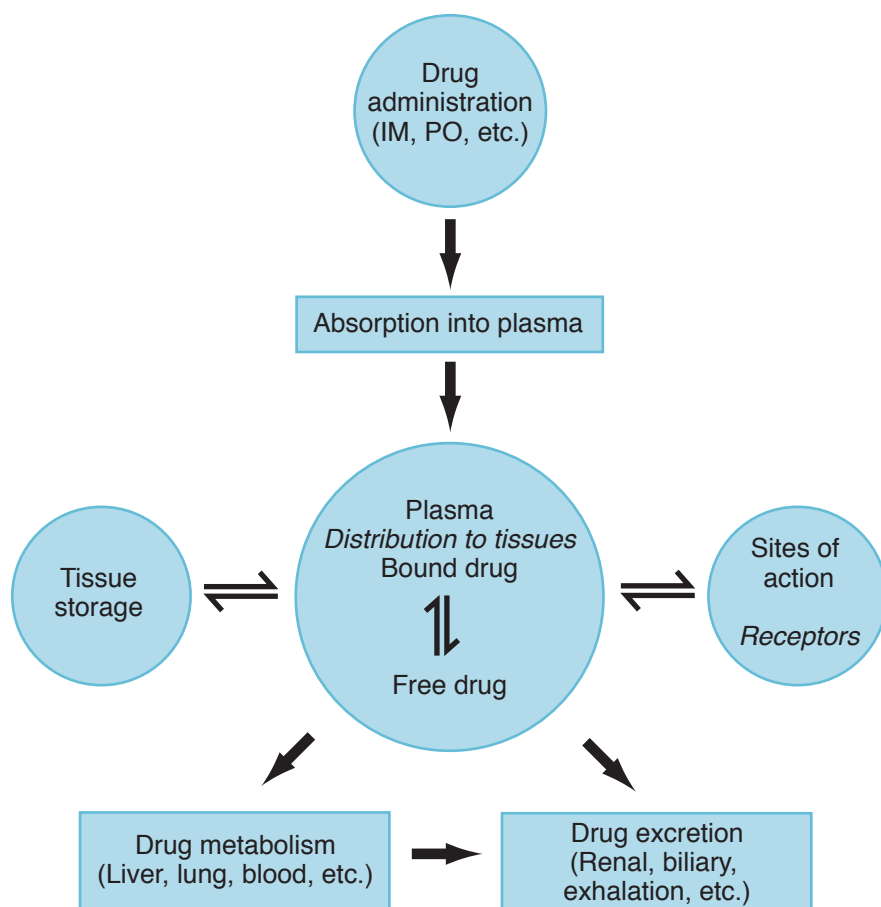 Drug
administration
(IM, PO, etc.)
Absorption into plasma
Plasma
Distribution to tissues
Bound drug
Free drug
Tissue
storage
Sites of
action
Receptors
Drug metabolism
(Liver, lung, blood, etc.)
Drug excretion
(Renal, biliary,
exhalation, etc.)